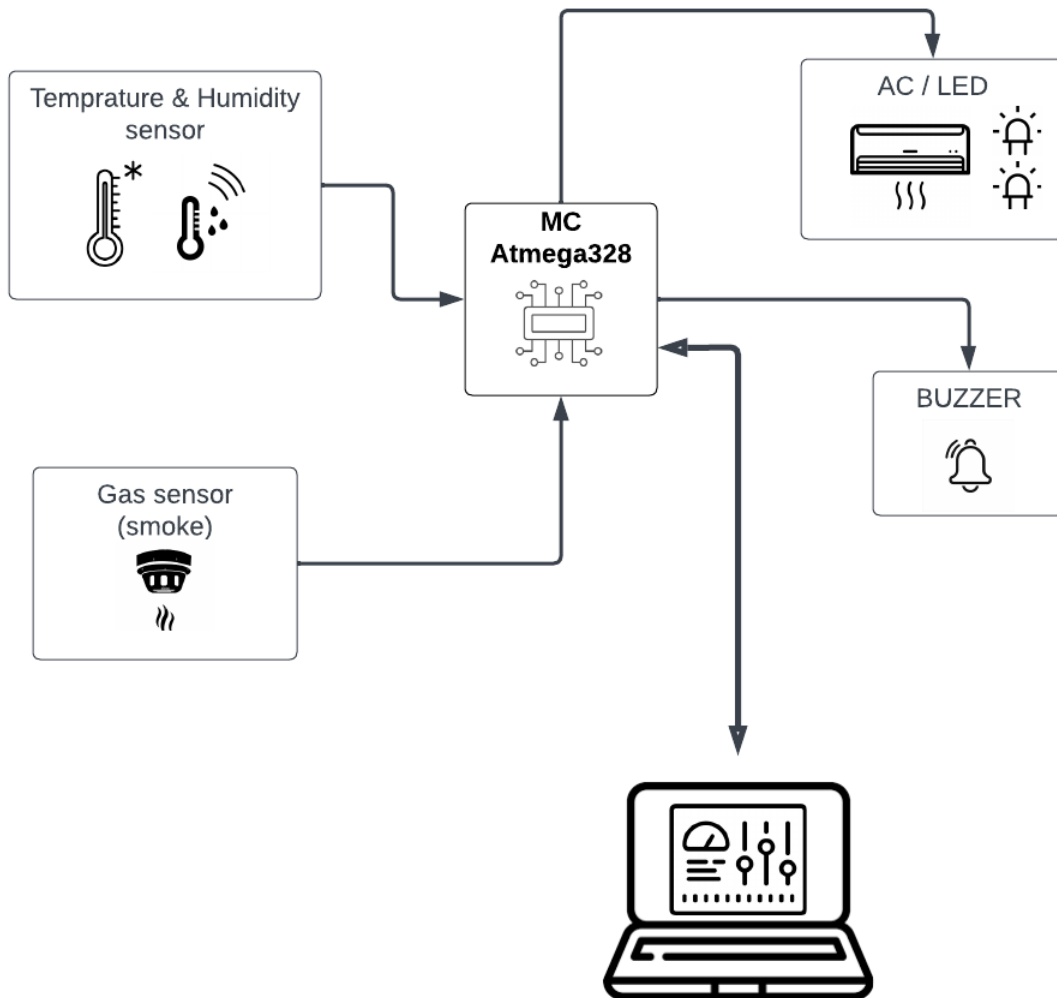 Temprature & Humidity
sensor
AC / LED
MC
Atmega328
BUZZER
Gas sensor
(smoke)